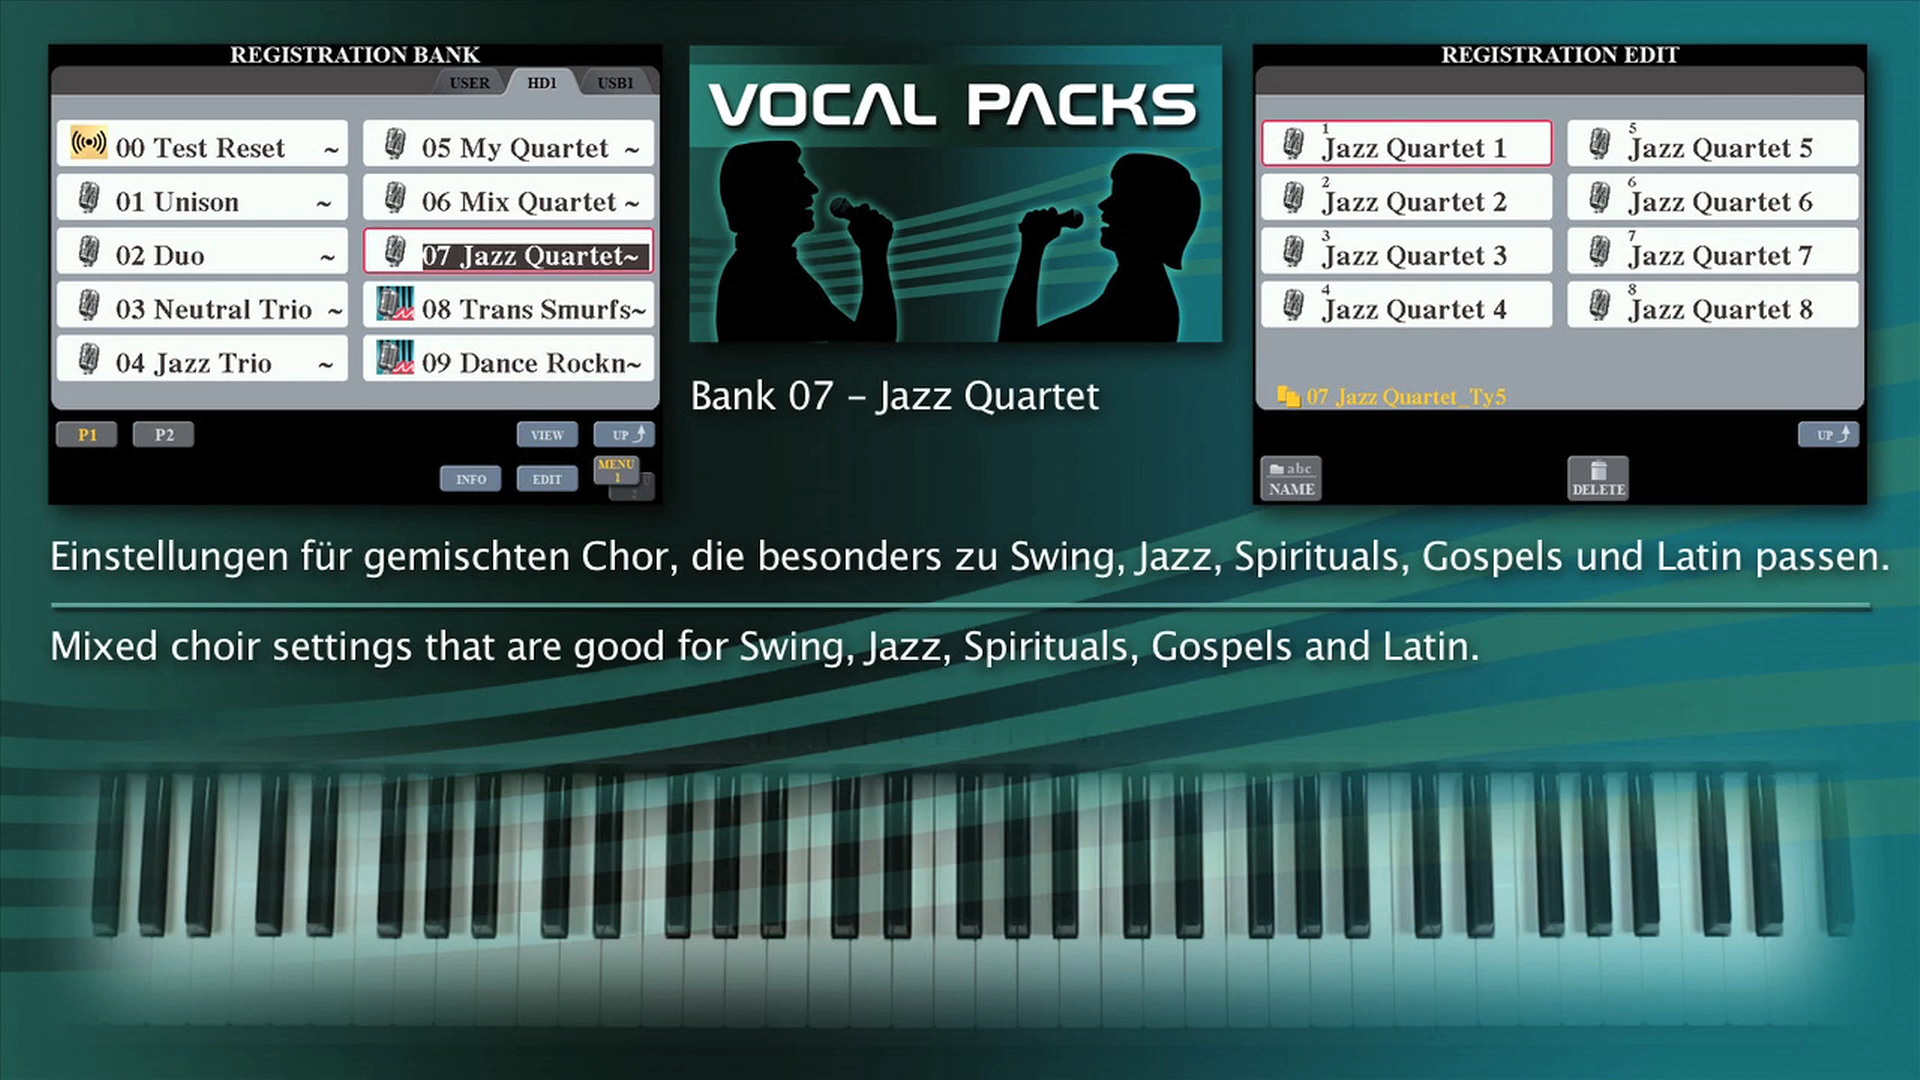 REGISTRATION BANK
USER HD1 USB1
00 Test Reset ~
01 Unison ~
02 Duo ~
03 Neutral Trio ~
04 Jazz Trio ~
05 My Quartet ~
06 Mix Quartet ~
07 Jazz Quartet~
08 Trans Smurfs~
09 Dance Rockn~
P1 P2 VIEW UP
INFO EDIT MENU 1
2
VOCAL PACKS
Bank 07 – Jazz Quartet
REGISTRATION EDIT
1 Jazz Quartet 1
2 Jazz Quartet 2
3 Jazz Quartet 3
4 Jazz Quartet 4
5 Jazz Quartet 5
6 Jazz Quartet 6
7 Jazz Quartet 7
8 Jazz Quartet 8
07 Jazz Quartet_Ty5
UP
abc
NAME
DELETE
Einstellungen für gemischten Chor, die besonders zu Swing, Jazz, Spirituals, Gospels und Latin passen.
Mixed choir settings that are good for Swing, Jazz, Spirituals, Gospels and Latin.